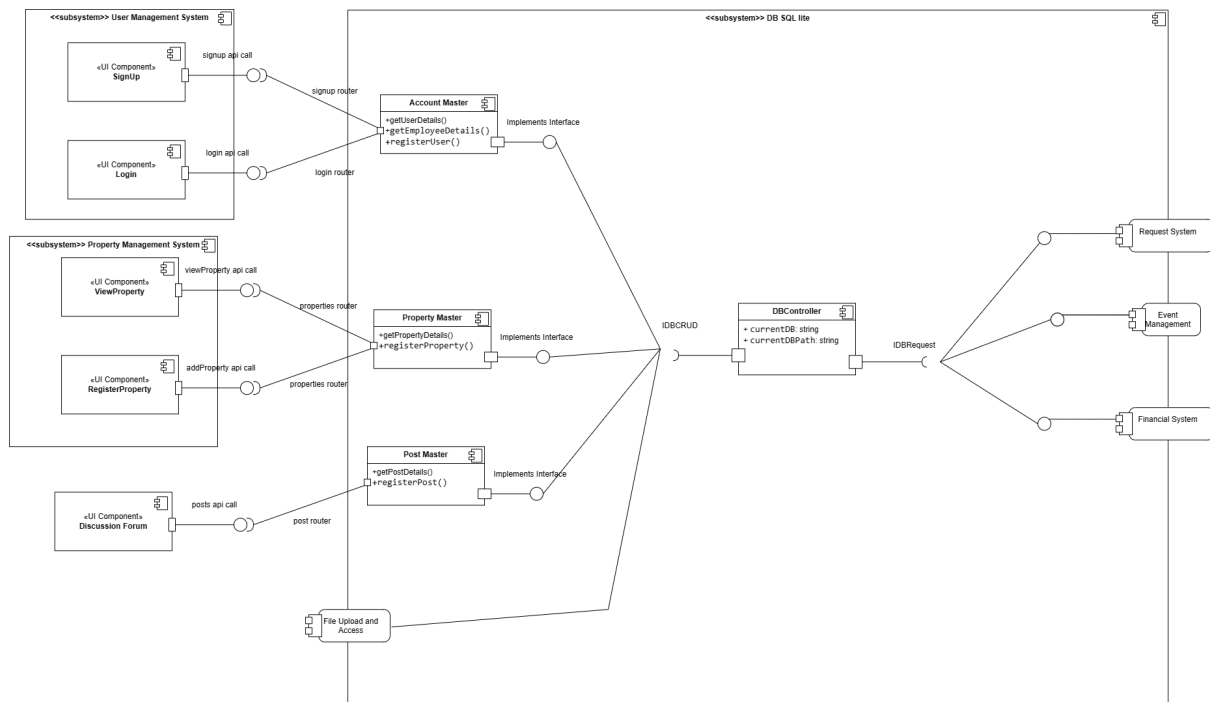 <<subsystem>> User Management System
«UI Component»
SignUp
signup api call
signup router
«UI Component»
Login
login api call
login router
<<subsystem>> Property Management System
«UI Component»
ViewProperty
viewProperty api call
properties router
«UI Component»
RegisterProperty
addProperty api call
properties router
«UI Component»
Discussion Forum
posts api call
post router
<<subsystem>> DB SQL lite
Account Master
+getUserDetails()
+getEmployeeDetails()
+registerUser()
Implements Interface
Property Master
+getPropertyDetails()
+registerProperty()
Implements Interface
Post Master
+getPostDetails()
+registerPost()
Implements Interface
File Upload and
Access
IDBCRUD
DBController
+ currentDB: string
+ currentDBPath: string
IDBRequest
Request System
Event
Management
Financial System